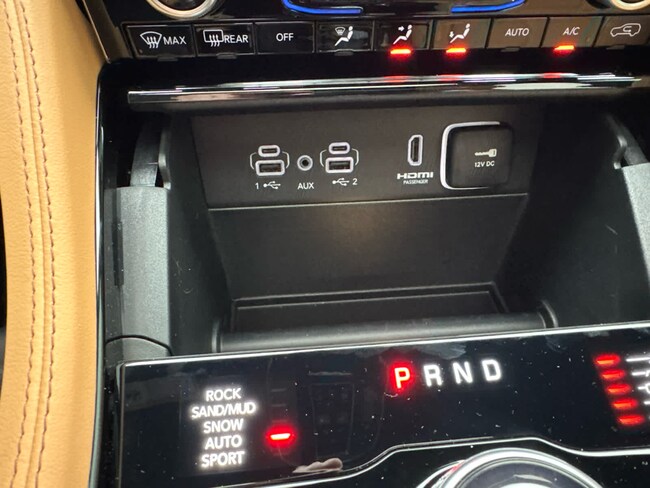 MAX REAR OFF AUTO A/C
1 AUX 2 HDMI 12V DC
PASSENGER
P R N D
ROCK
SAND/MUD
SNOW
AUTO
SPORT